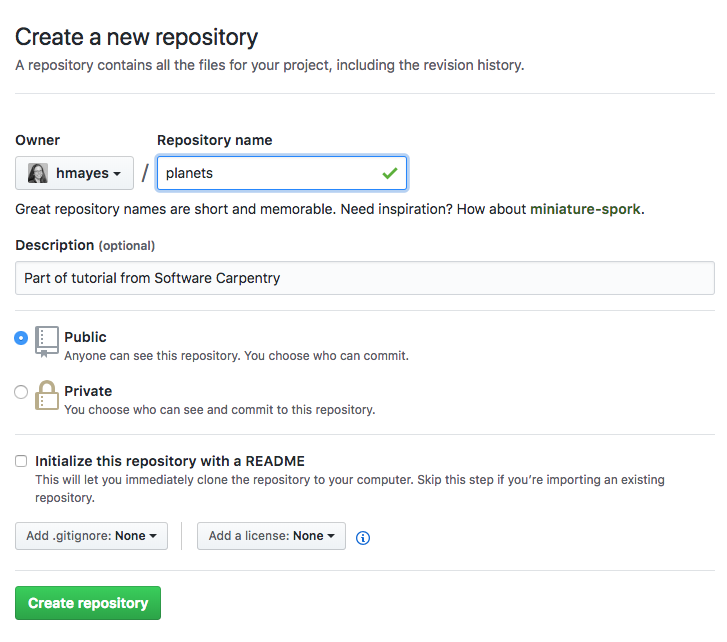 Create a new repository
A repository contains all the files for your project, including the revision history.
Owner
Repository name
hmayes
/
planets
Great repository names are short and memorable. Need inspiration? How about miniature-spork.
Description (optional)
Part of tutorial from Software Carpentry
Public
Anyone can see this repository. You choose who can commit.
Private
You choose who can see and commit to this repository.
Initialize this repository with a README
This will let you immediately clone the repository to your computer. Skip this step if you’re importing an existing
repository.
Add .gitignore: None
Add a license: None
Create repository